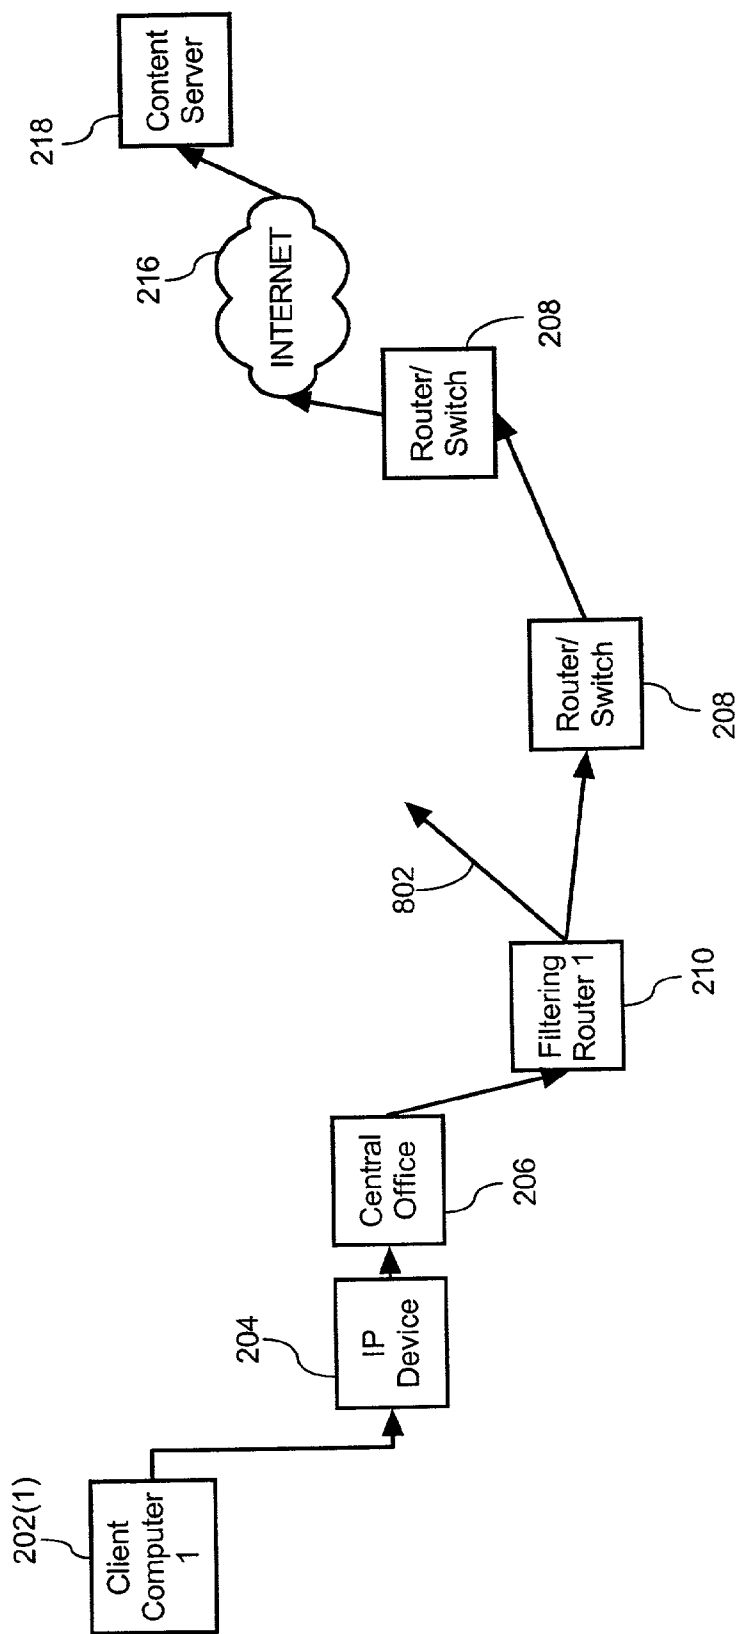 202(1)
Client
Computer
1
204
IP
Device
Central
Office
206
Filtering
Router 1
210
802
Router/
Switch
208
Router/
Switch
208
216
INTERNET
218
Content
Server